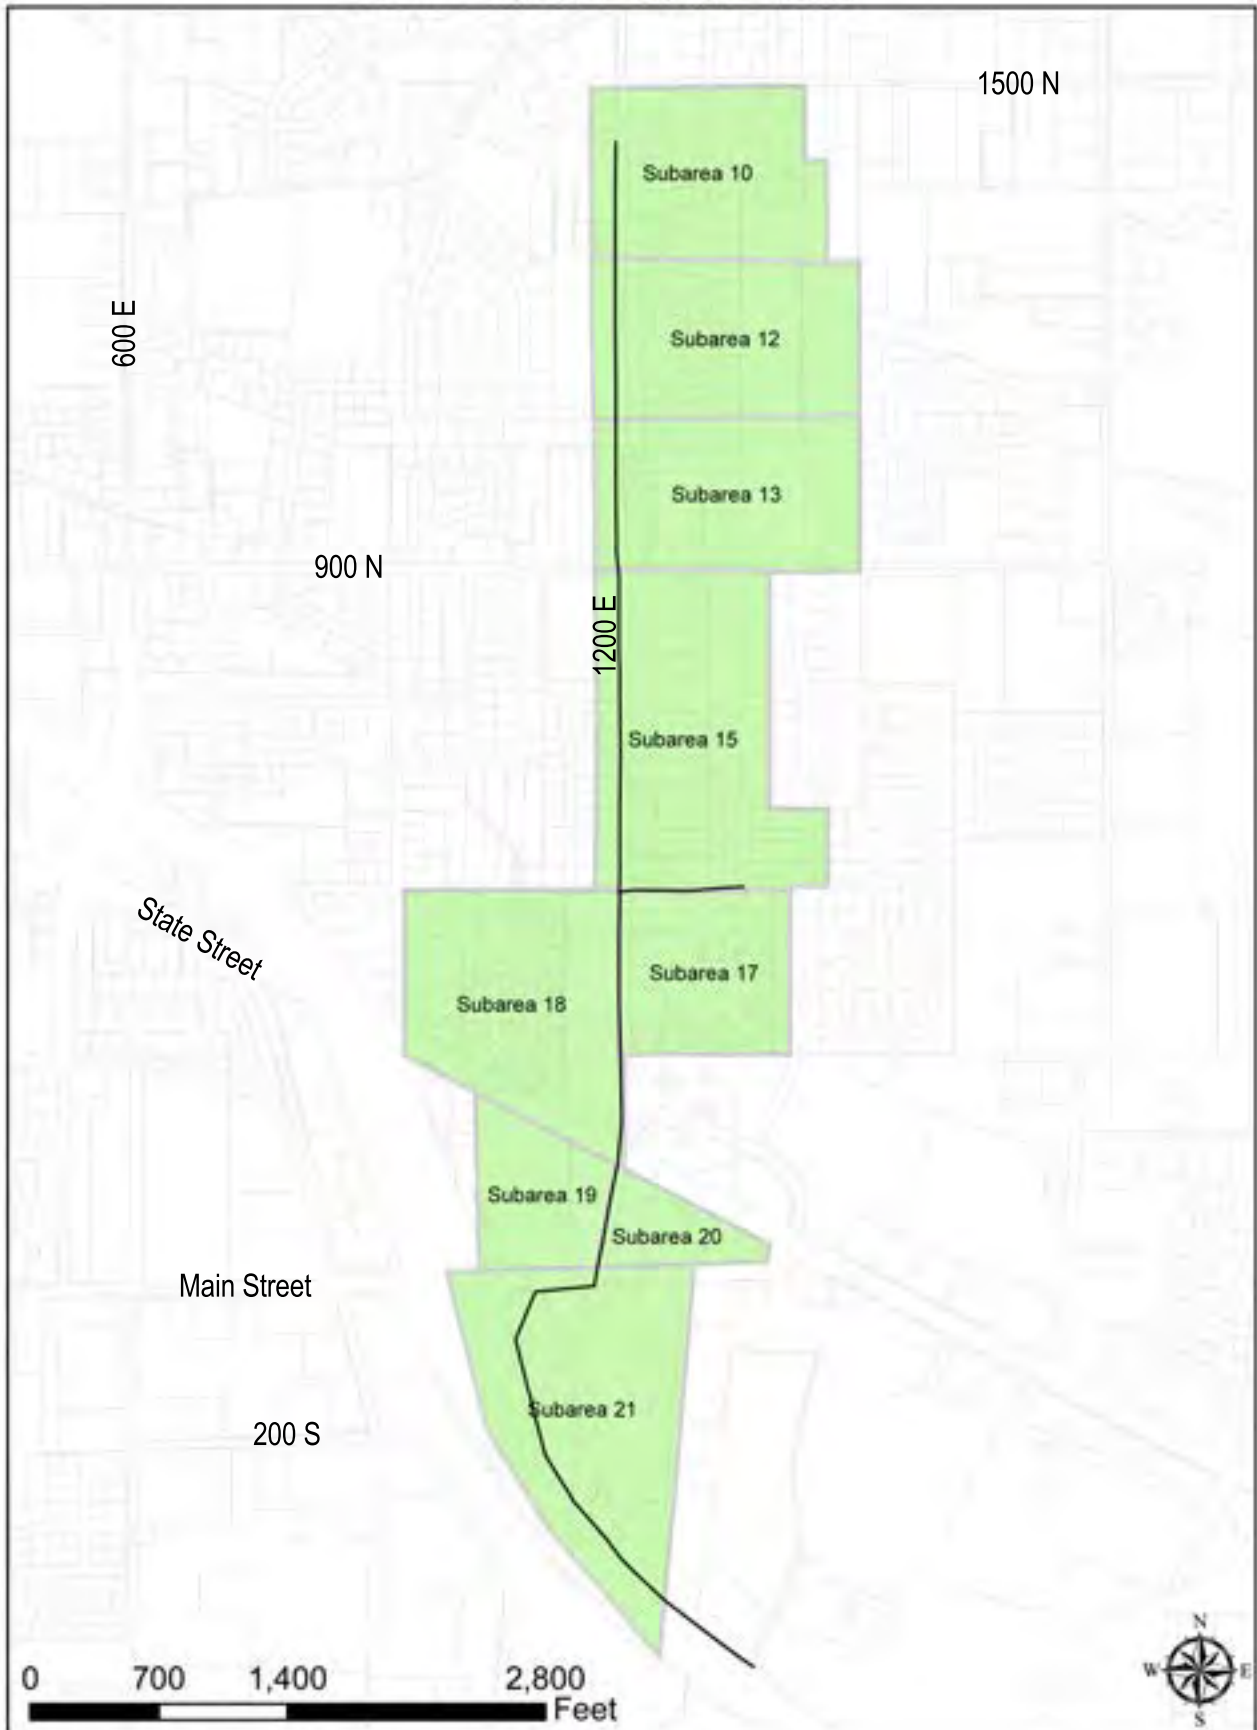 1500 N
Subarea 10
600 E
Subarea 12
Subarea 13
900 N
1200 E
Subarea 15
State Street
Subarea 17
Subarea 18
Subarea 19
Subarea 20
Main Street
Subarea 21
200 S
N
W E
S
0 700 1,400 2,800
Feet